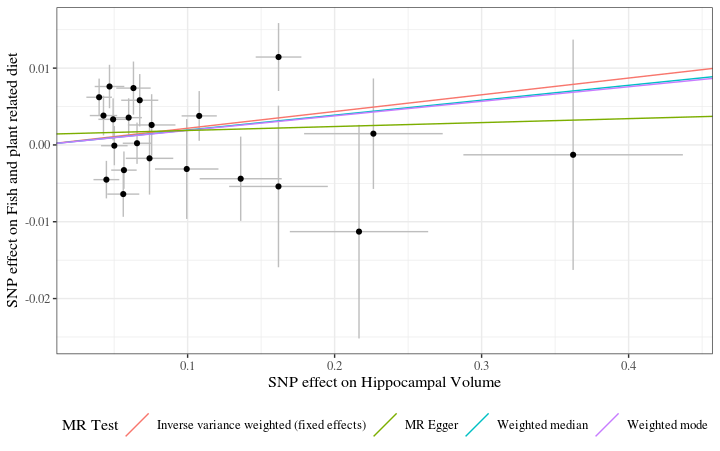 SNP effect on Fish and plant related diet
0.01
0.00
-0.01
-0.02
0.1 0.2 0.3 0.4
SNP effect on Hippocampal Volume
MR Test Inverse variance weighted (fixed effects) MR Egger Weighted median Weighted mode